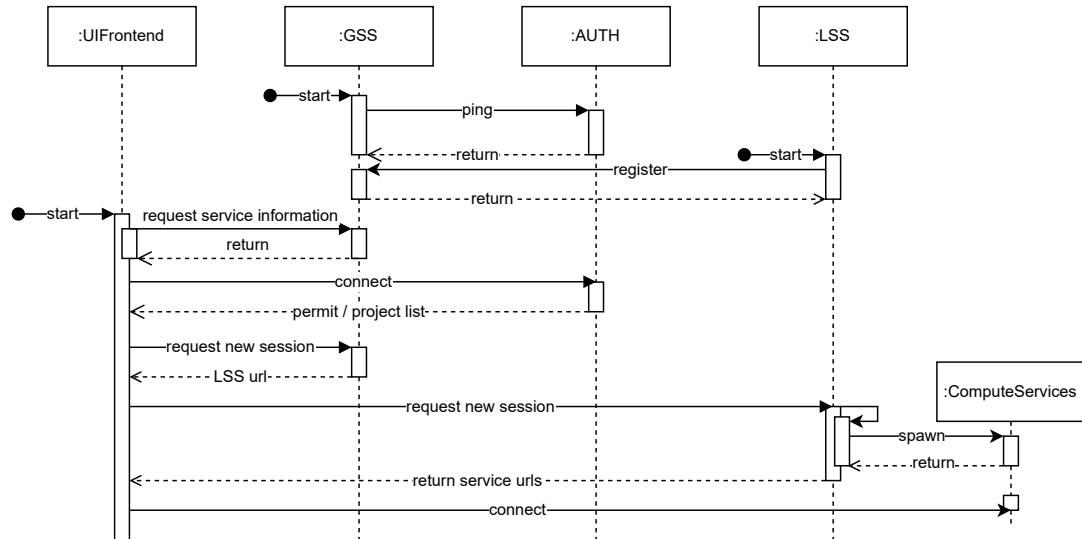 :UIFrontend
:GSS
:AUTH
:LSS
start
ping
return
start
register
return
start
request service information
return
connect
permit / project list
request new session
LSS url
:ComputeServices
request new session
spawn
return
return service urls
connect